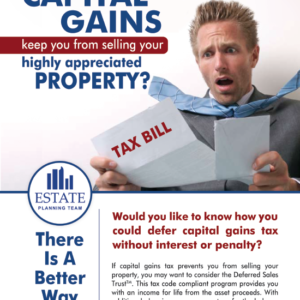 CAPITAL
GAINS
keep you from selling your
highly appreciated
PROPERTY?
TAX BILL
ESTATE
PLANNING TEAM
There
Is A
Better
Way
Would you like to know how you
could defer capital gains tax
without interest or penalty?
If capital gains tax prevents you from selling your
property, you may want to consider the Deferred Sales
Trust™. This tax code compliant program provides you
with an income for life from the asset proceeds. With